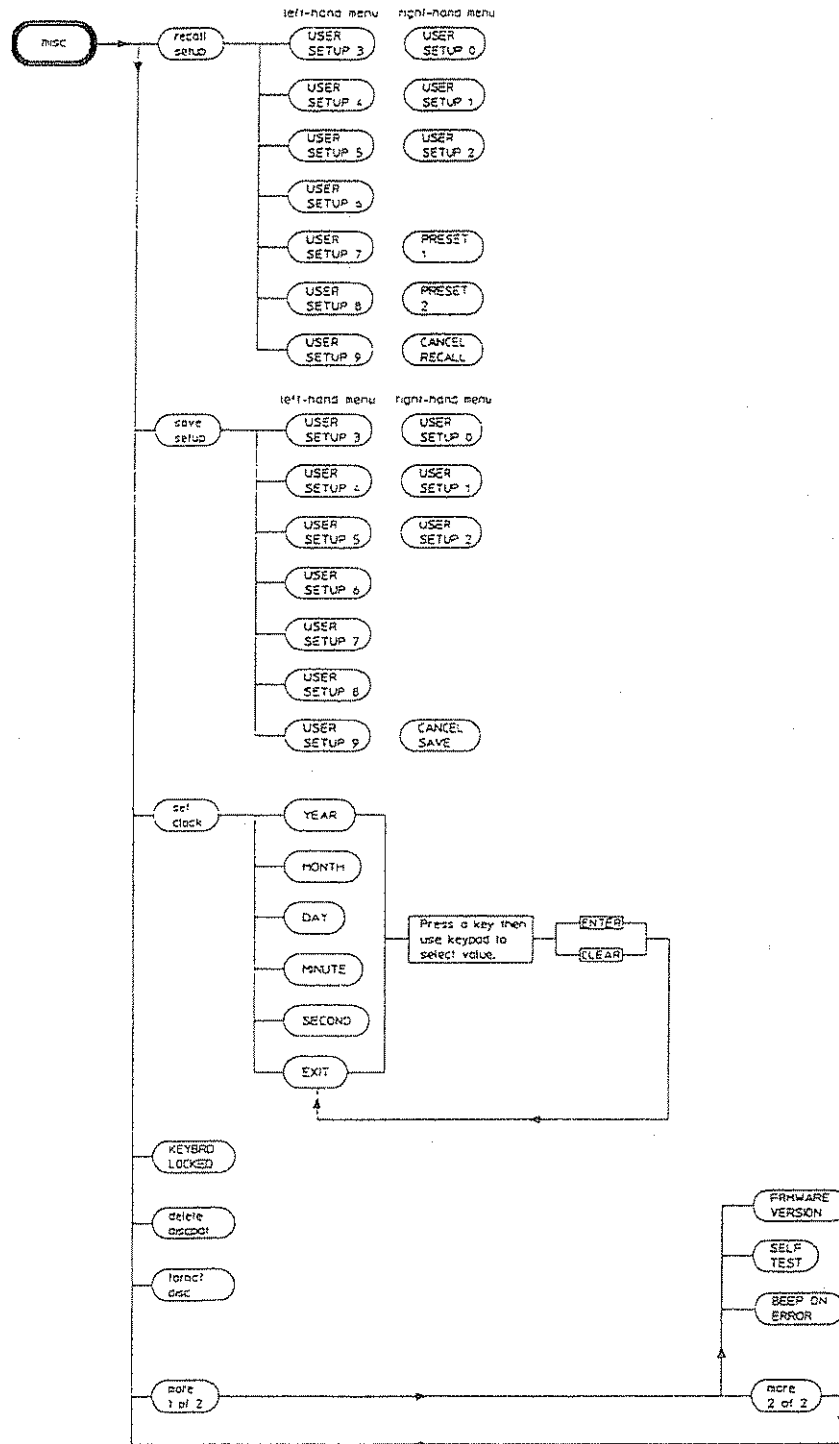 left-hand menu
right-hand menu
misc
recall
setup
USER
SETUP 3
USER
SETUP 0
USER
SETUP 4
USER
SETUP 1
USER
SETUP 5
USER
SETUP 2
USER
SETUP 6
USER
SETUP 7
PRESET
1
USER
SETUP 8
PRESET
2
USER
SETUP 9
CANCEL
RECALL
left-hand menu
right-hand menu
save
setup
USER
SETUP 3
USER
SETUP 0
USER
SETUP 4
USER
SETUP 1
USER
SETUP 5
USER
SETUP 2
USER
SETUP 6
USER
SETUP 7
USER
SETUP 8
USER
SETUP 9
CANCEL
SAVE
set
clock
YEAR
MONTH
DAY
MINUTE
SECOND
EXIT
Press a key then
use keypad to
select value.
ENTER
CLEAR
KEYBRD
LOCKED
delete
format
disc
FRMWARE
VERSION
SELF
TEST
BEEP ON
ERROR
more
1 of 2
more
2 of 2